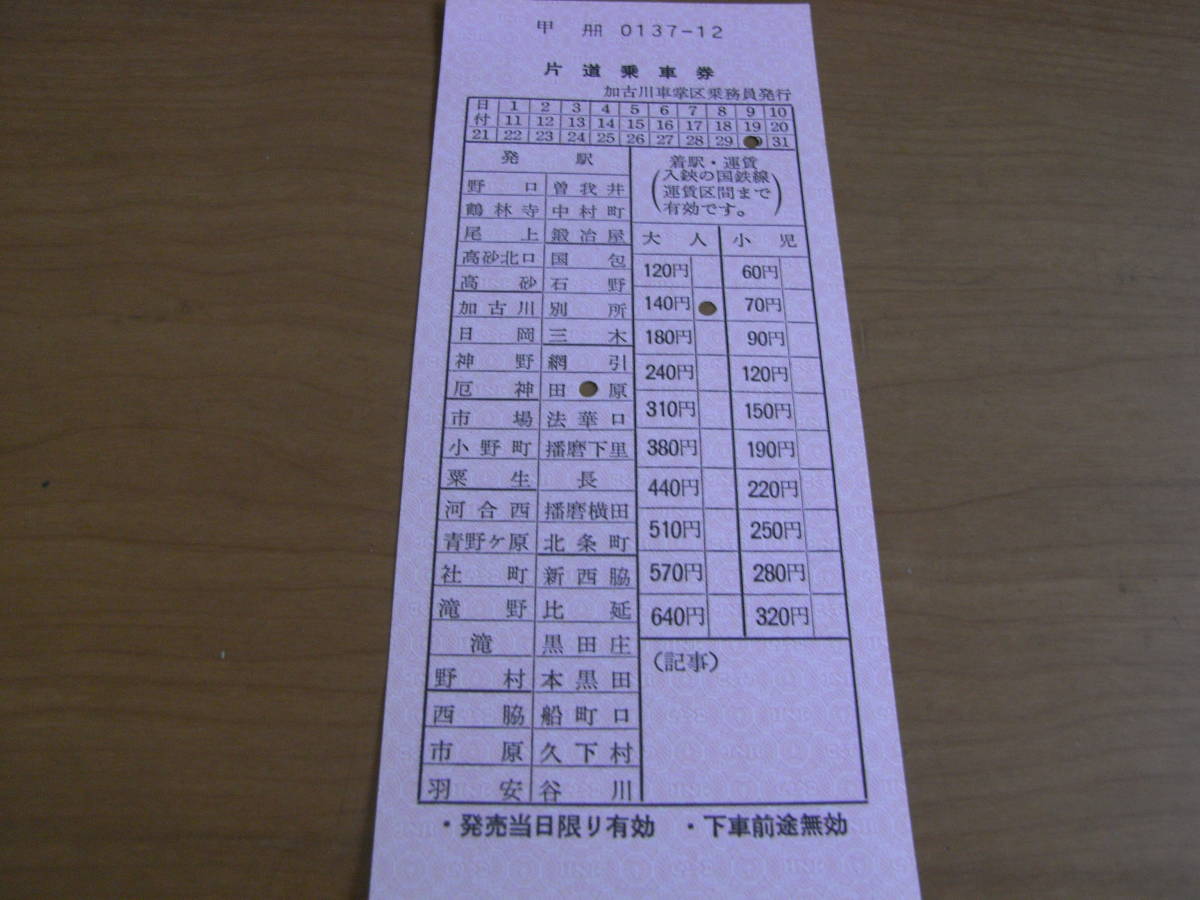 甲 册 0137-12
片道乗車券
加古川車掌区乗務員発行
日 1 2 3 4 5 6 7 8 9 10
付 11 12 13 14 15 16 17 18 19 20
21 22 23 24 25 26 27 28 29 31
発駅
野口 曽我井
鶴林寺 中村町
尾上 鍛冶屋
高砂北口 国包
高砂 石野
加古川 別所
日岡 三木
神野 網引
厄神 田原
市場 法華口
小野町 播磨下里
粟生 長
河合西 播磨横田
青野ケ原 北条町
社町 新西脇
滝野 比延
滝 黒田庄
野村 本黒田
西脇 船町口
市原 久下村
羽安 谷川
着駅・運賃
(入鋏の国鉄線
運賃区間まで
有効です。)
大人 小児
120円 60円
140円 70円
180円 90円
240円 120円
310円 150円
380円 190円
440円 220円
510円 250円
570円 280円
640円 320円
(記事)
・発売当日限り有効 ・下車前途無効